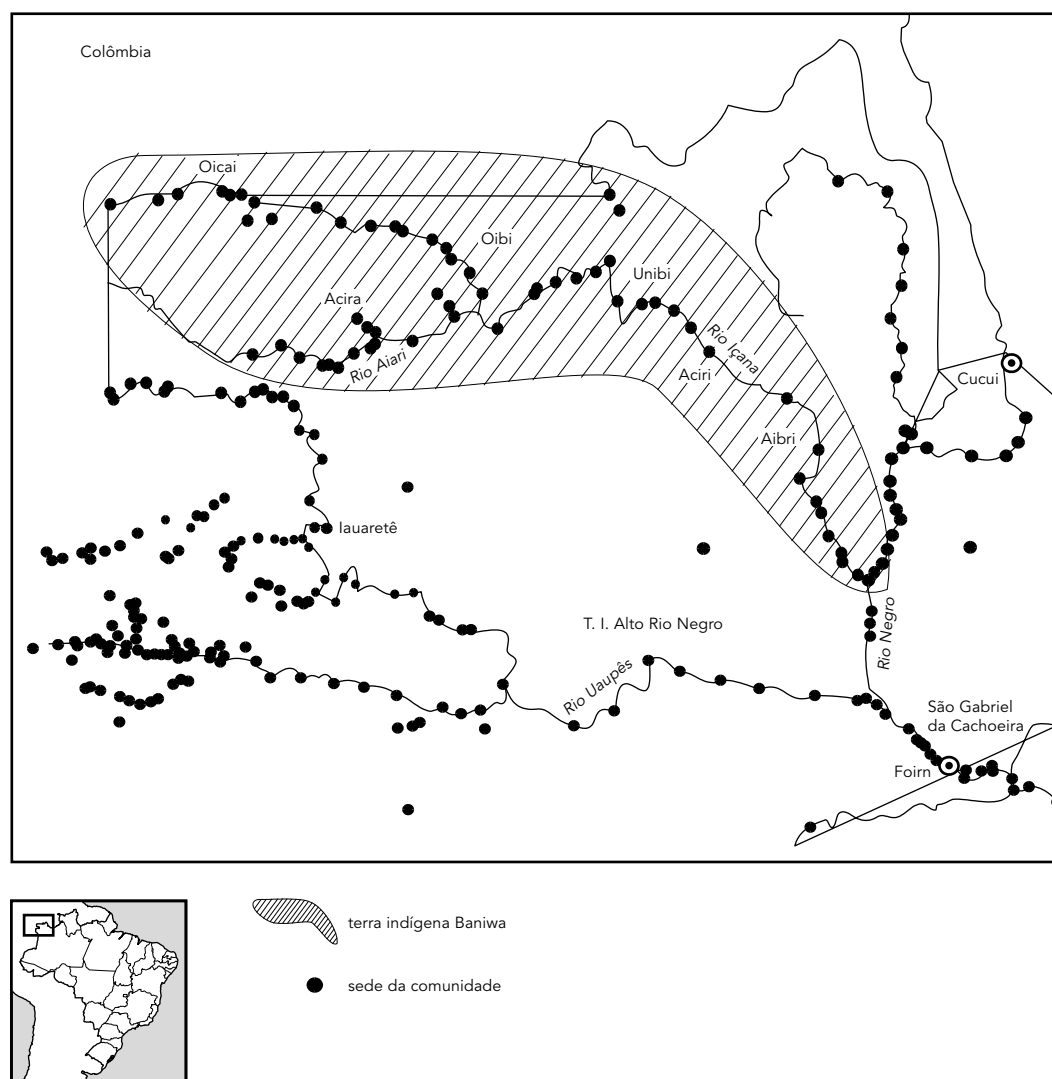 Colômbia
Oicai
Oibi
Unibi
Acira
Rio Aiari
Rio Içana
Aciri
Cucui
Aibri
Iauaretê
T. I. Alto Rio Negro
Rio Negro
Rio Uaupês
São Gabriel
da Cachoeira
Foirn
terra indígena Baniwa
sede da comunidade